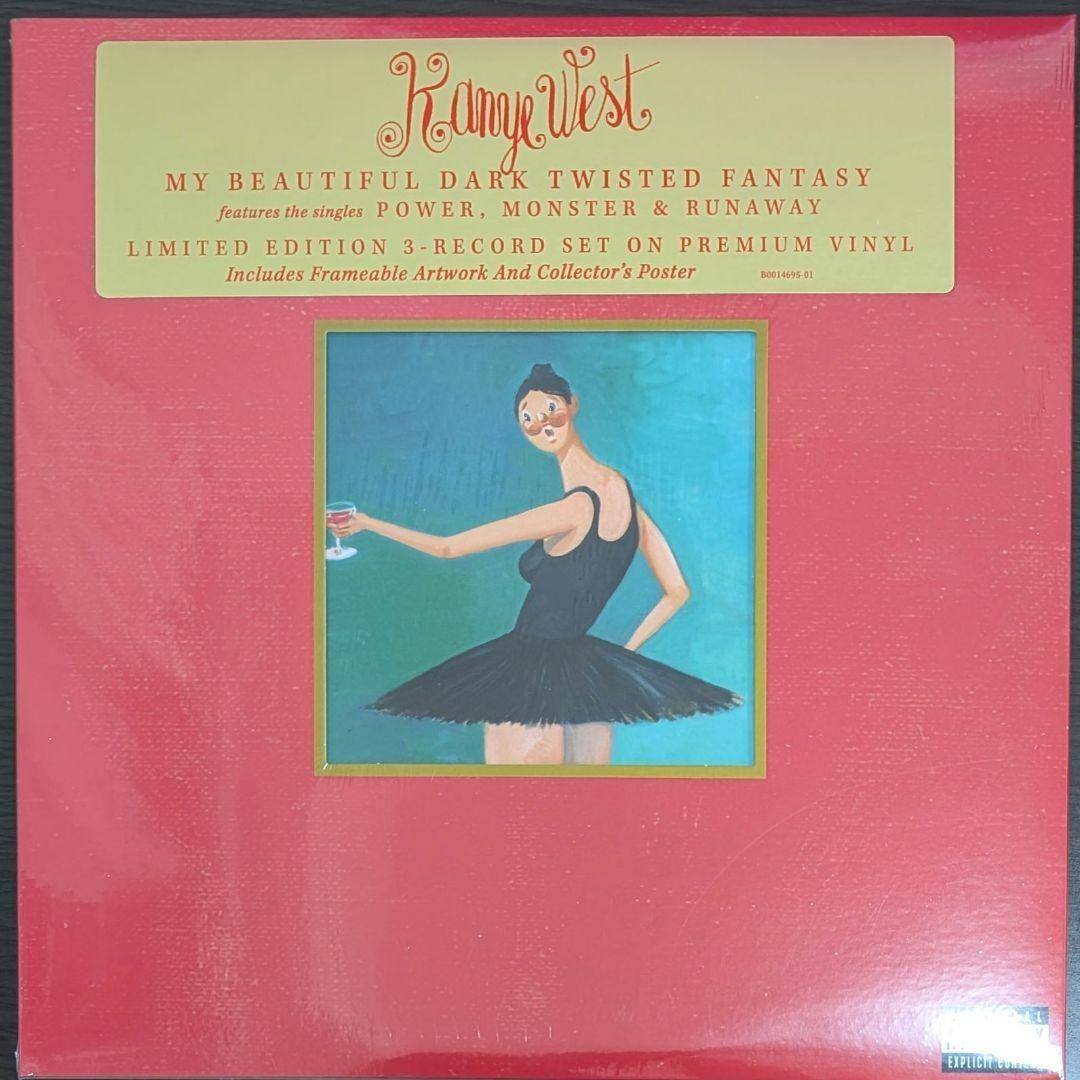 Kanye West
MY BEAUTIFUL DARK TWISTED FANTASY
features the singles POWER, MONSTER & RUNAWAY
LIMITED EDITION 3-RECORD SET ON PREMIUM VINYL
Includes Frameable Artwork And Collector's Poster B0014695-01
EXPLICIT